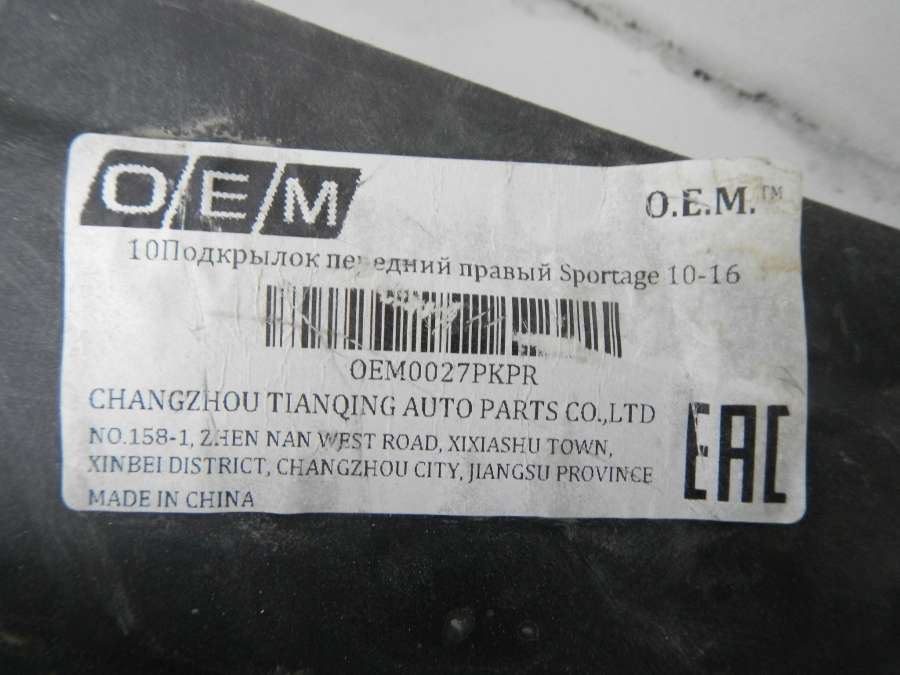 O/E/M
O.E.M.™
10Подкрылок передний правый Sportage 10-16
OEM0027PKPR
CHANGZHOU TIANQING AUTO PARTS CO.,LTD
NO.158-1, ZHEN NAN WEST ROAD, XIXIASHU TOWN,
XINBEI DISTRICT, CHANGZHOU CITY, JIANGSU PROVINCE
MADE IN CHINA
EAC